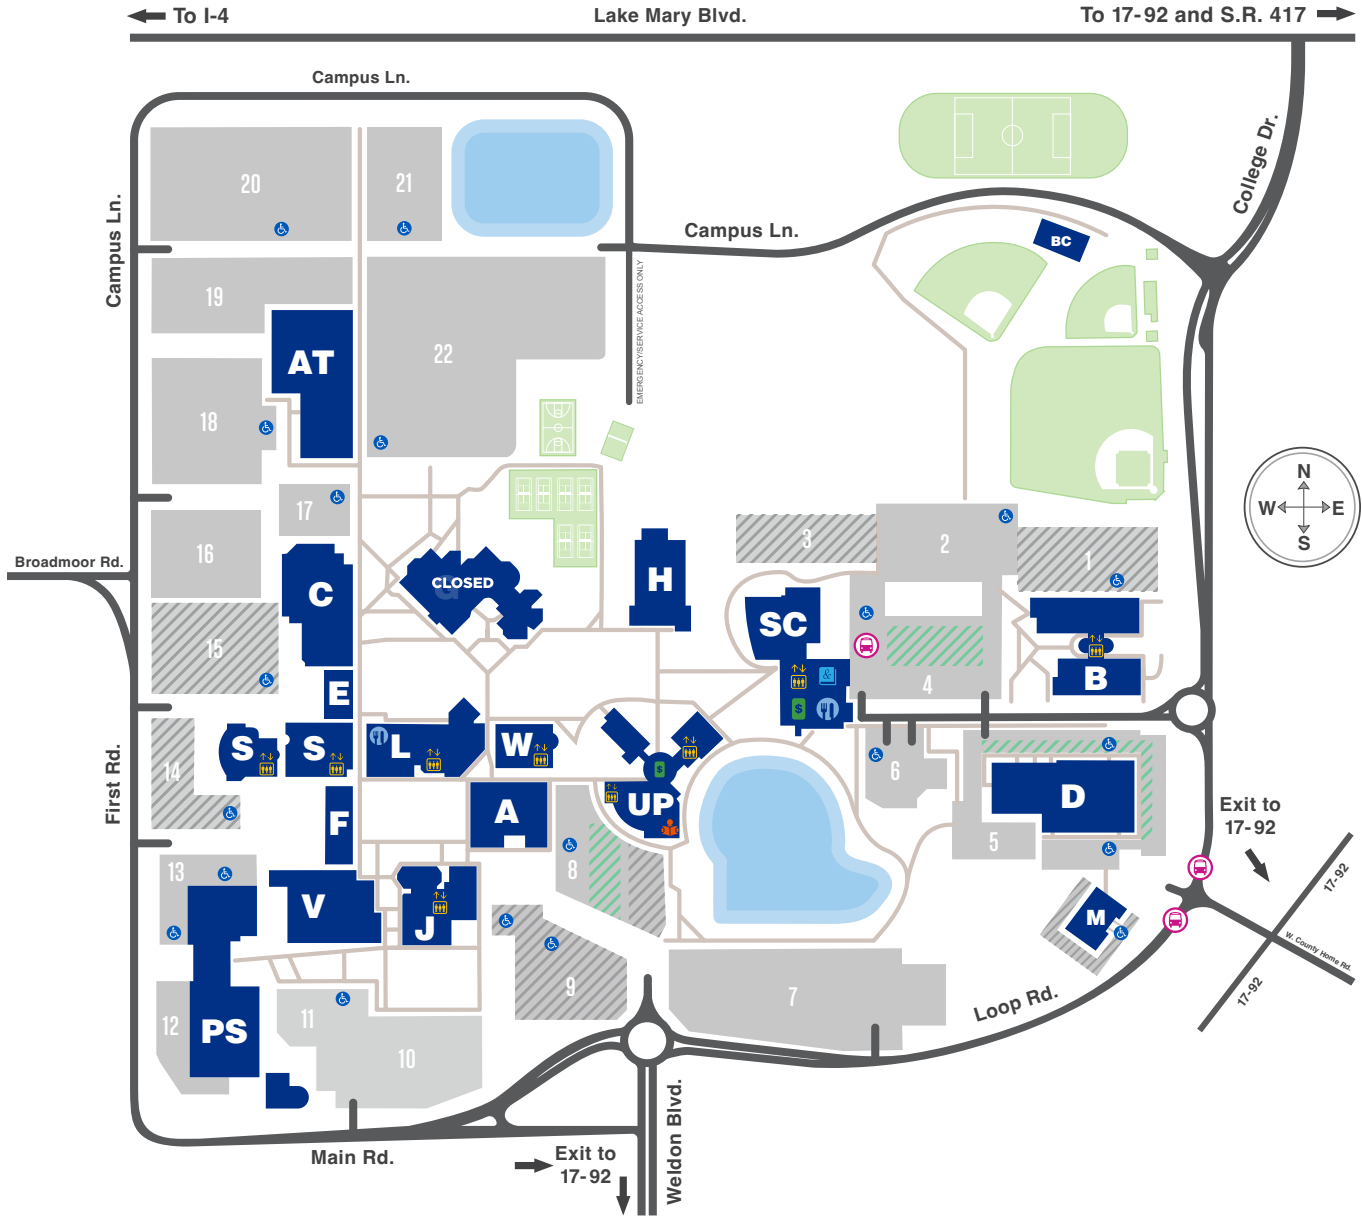 To I-4
Lake Mary Blvd.
To 17-92 and S.R. 417
Campus Ln.
College Dr.
20
21
Campus Ln.
Campus Ln.
BC
EMERGENCY/SERVICE ACCESS ONLY
19
AT
22
18
N
W
E
S
17
16
3
2
1
Broadmoor Rd.
C
CLOSED
H
SC
15
E
4
B
&
S
S
L
W
14
6
$
$
First Rd.
F
A
UP
D
Exit to
17-92
5
8
13
V
J
M
17-92
W. County Home Rd.
9
7
17-92
Loop Rd.
12
PS
11
10
Main Rd.
Exit to
17-92
Weldon Blvd.